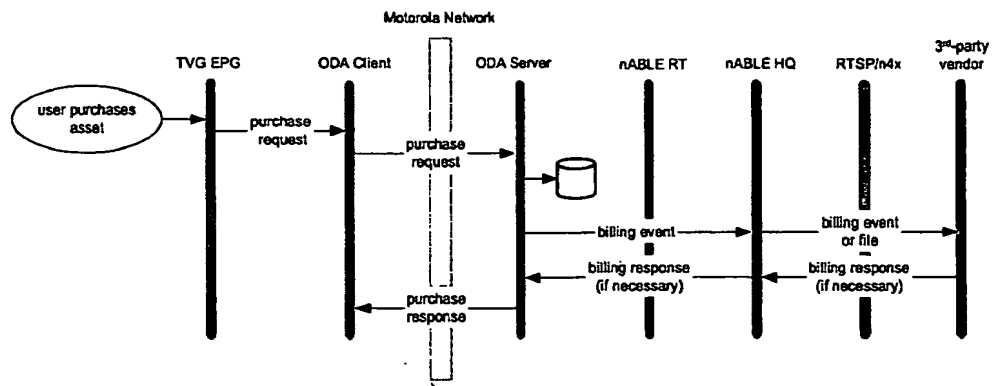 Motorola Network
TVG EPG
ODA Client
ODA Server
nABLE RT
nABLE HQ
RTSP/n4x
3rd-party
vendor
user purchases
asset
purchase
request
purchase
request
billing event
billing event
or file
billing response
(if necessary)
billing response
(if necessary)
purchase
response